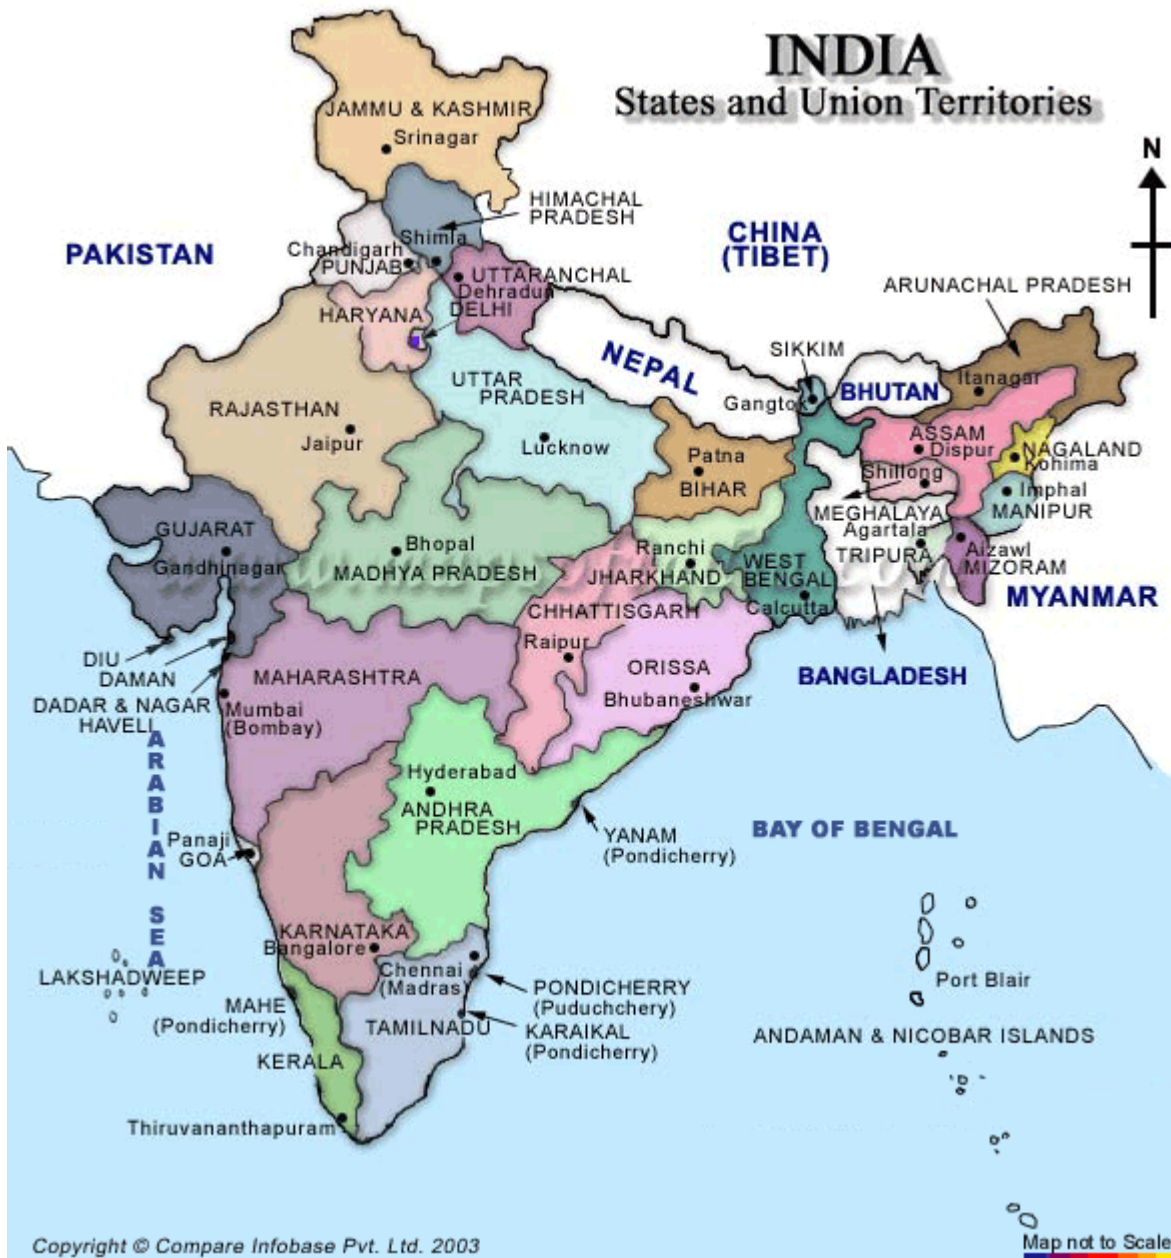 INDIA
States and Union Territories
N
JAMMU & KASHMIR
Srinagar
HIMACHAL
PRADESH
PAKISTAN
CHINA
(TIBET)
Shimla
Chandigarh
PUNJAB
UTTARANCHAL
Dehradun
DELHI
HARYANA
ARUNACHAL PRADESH
NEPAL
SIKKIM
Gangtok
BHUTAN
Itanagar
UTTAR
PRADESH
Lucknow
RAJASTHAN
Jaipur
ASSAM
Dispur
NAGALAND
Kohima
Patna
BIHAR
Shillong
MEGHALAYA
Imphal
MANIPUR
Agartala
TRIPURA
Aizawl
MIZORAM
GUJARAT
Gandhinagar
Bhopal
MADHYA PRADESH
Ranchi
JHARKHAND
WEST
BENGAL
Calcutta
MYANMAR
CHHATTISGARH
Raipur
ORISSA
Bhubaneshwar
BANGLADESH
DIU
DAMAN
DADAR & NAGAR
HAVELI
MAHARASHTRA
Mumbai
(Bombay)
ARABIAN SEA
Hyderabad
ANDHRA
PRADESH
YANAM
(Pondicherry)
BAY OF BENGAL
Panaji
GOA
KARNATAKA
Bangalore
LAKSHADWEEP
Chennai
(Madras)
PONDICHERRY
(Puduchchery)
MAHE
(Pondicherry)
TAMILNADU
KARAIKAL
(Pondicherry)
KERALA
Thiruvananthapuram
Port Blair
ANDAMAN & NICOBAR ISLANDS
Copyright © Compare Infobase Pvt. Ltd. 2003
Map not to Scale